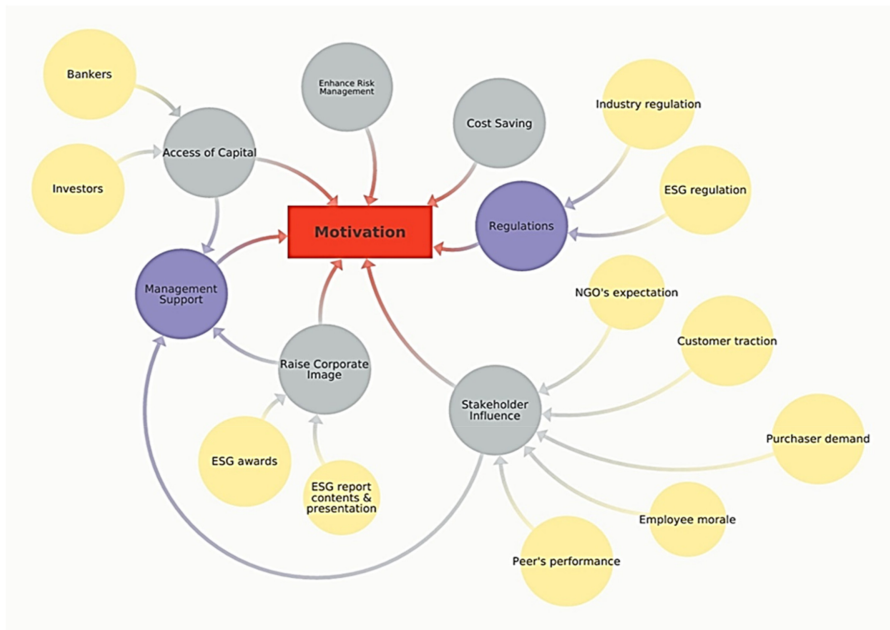 Bankers
Enhance Risk
Management
Cost Saving
Industry regulation
Access of Capital
Investors
ESG regulation
Motivation
Regulations
Management
Support
NGO's expectation
Customer traction
Raise Corporate
Image
Stakeholder
Influence
Purchaser demand
ESG awards
ESG report
contents &
presentation
Employee morale
Peer's performance